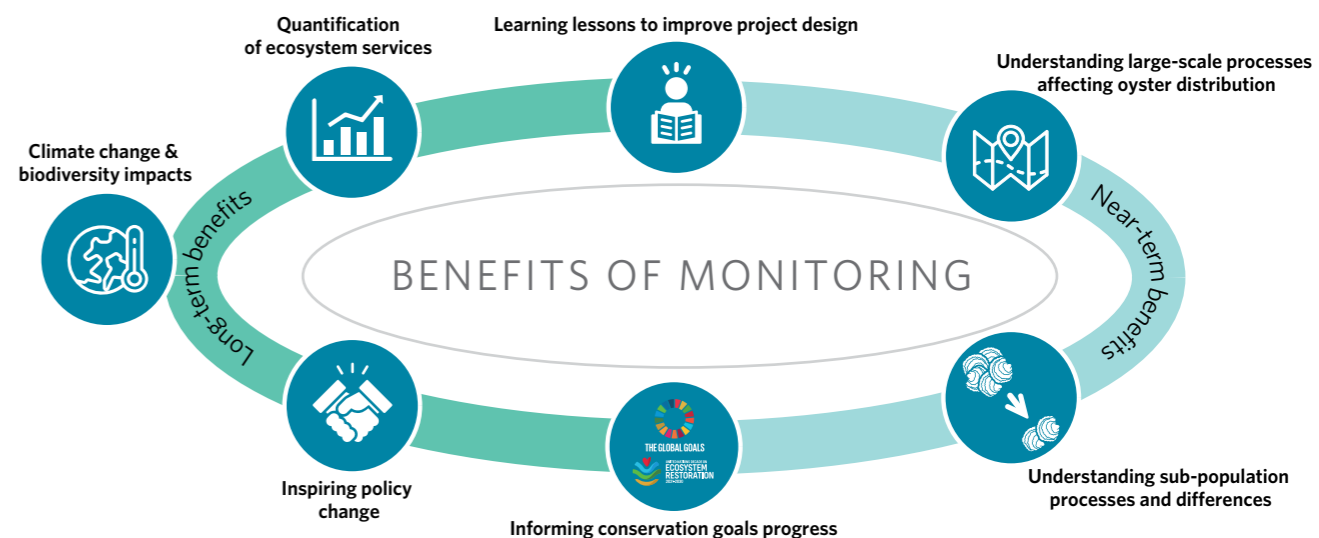 Quantification
of ecosystem services
Learning lessons to improve project design
Understanding large-scale processes
affecting oyster distribution
Climate change &
biodiversity impacts
Long-term benefits
Near-term benefits
BENEFITS OF MONITORING
THE GLOBAL GOALS
ECOSYSTEM
RESTORATION
Understanding sub-population
processes and differences
Inspiring policy
change
Informing conservation goals progress